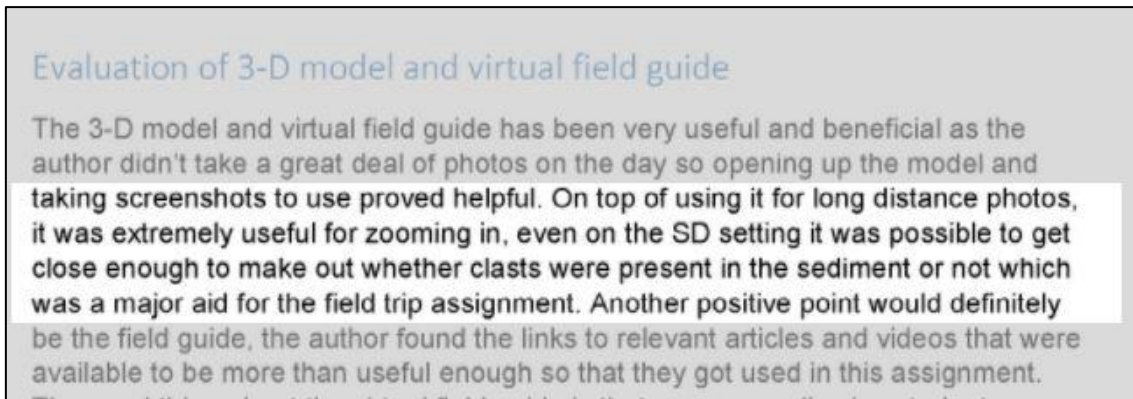 Evaluation of 3-D model and virtual field guide
The 3-D model and virtual field guide has been very useful and beneficial as the
author didn't take a great deal of photos on the day so opening up the model and
taking screenshots to use proved helpful. On top of using it for long distance photos,
it was extremely useful for zooming in, even on the SD setting it was possible to get
close enough to make out whether clasts were present in the sediment or not which
was a major aid for the field trip assignment. Another positive point would definitely
be the field guide, the author found the links to relevant articles and videos that were
available to be more than useful enough so that they got used in this assignment.